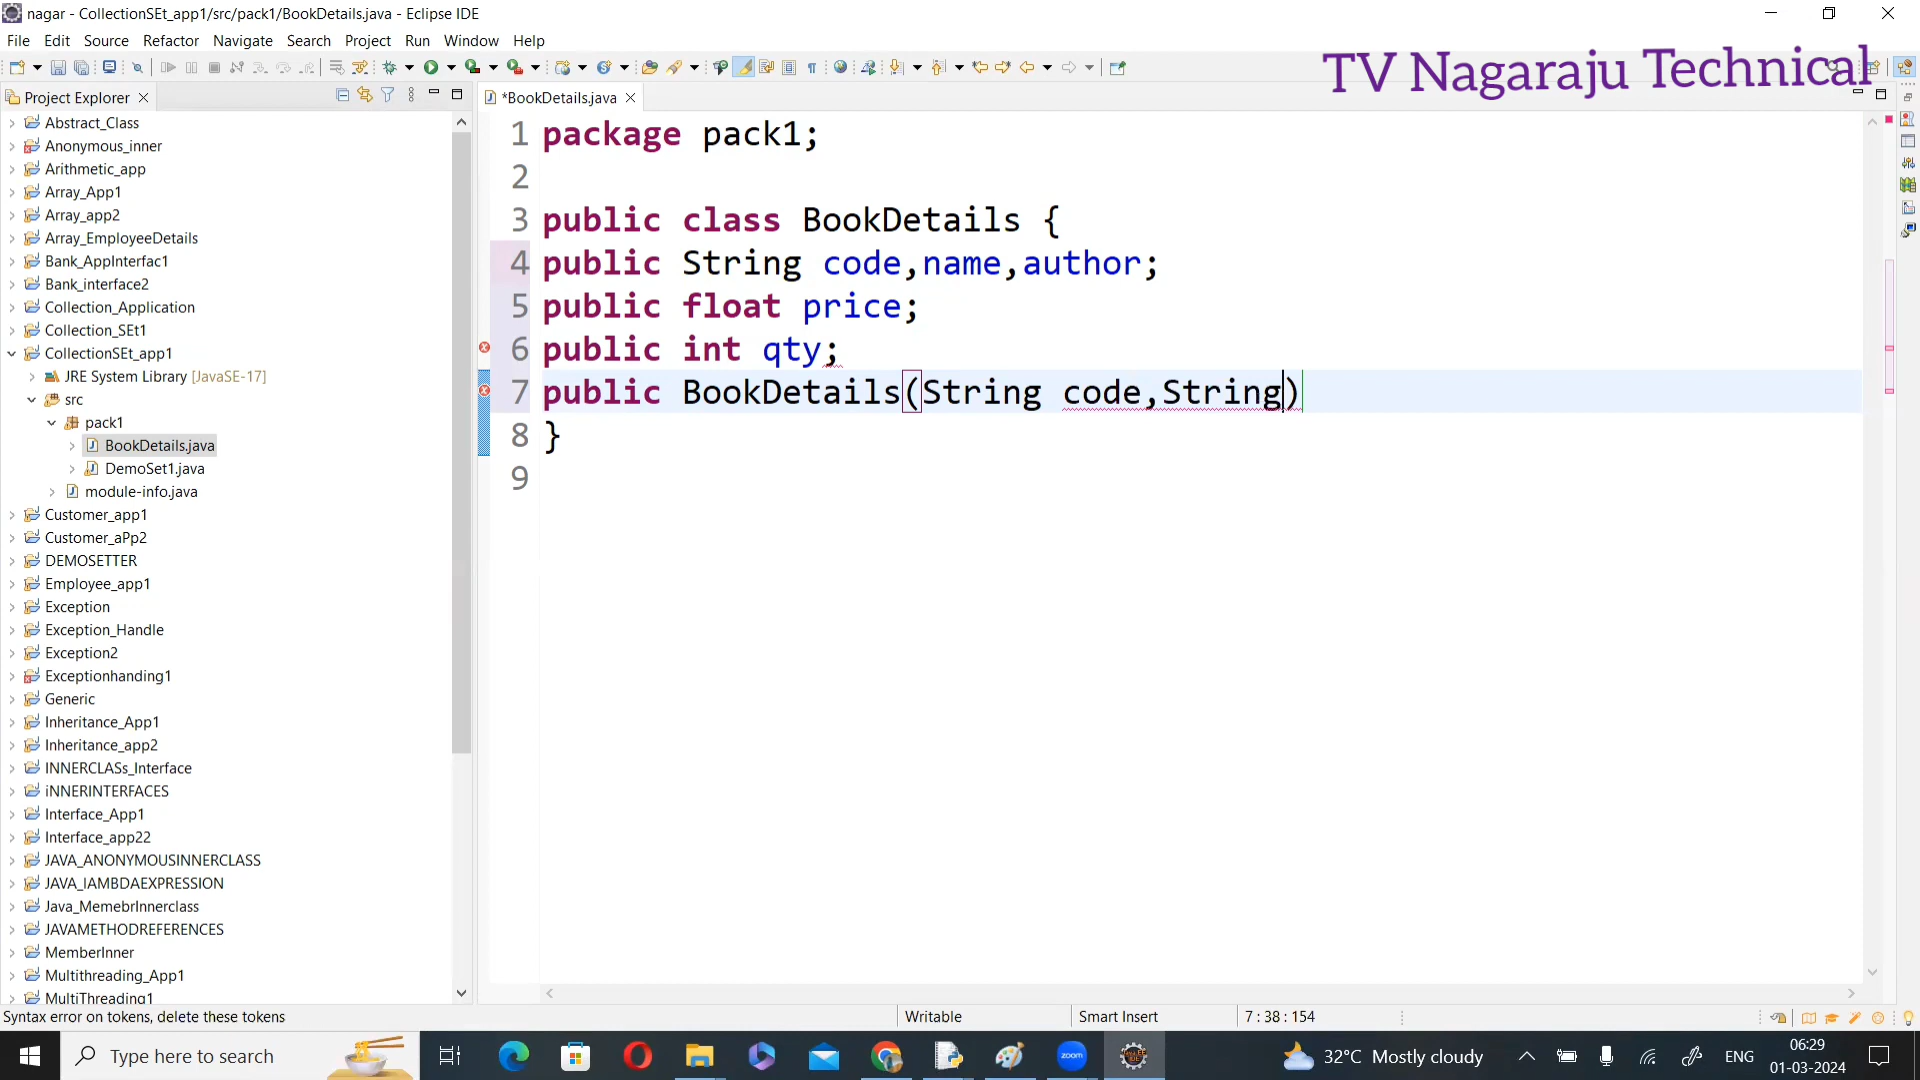 nagar - CollectionSEt_app1/src/pack1/BookDetails.java - Eclipse IDE
File Edit Source Refactor Navigate Search Project Run Window Help
TV Nagaraju Technical
Project Explorer
*BookDetails.java
Abstract_Class
Anonymous_inner
Arithmetic_app
Array_App1
Array_app2
Array_EmployeeDetails
Bank_AppInterfac1
Bank_interface2
Collection_Application
Collection_SEt1
CollectionSEt_app1
JRE System Library [JavaSE-17]
src
pack1
BookDetails.java
DemoSet1.java
module-info.java
Customer_app1
Customer_aPp2
DEMOSETTER
Employee_app1
Exception
Exception_Handle
Exception2
Exceptionhanding1
Generic
Inheritance_App1
Inheritance_app2
INNERCLASs_Interface
iNNERINTERFACES
Interface_App1
Interface_app22
JAVA_ANONYMOUSINNERCLASS
JAVA_lAMBDAEXPRESSION
Java_MemebrInnerclass
JAVAMETHODREFERENCES
MemberInner
Multithreading_App1
MultiThreading1
1 package pack1;
2
3 public class BookDetails {
4 public String code,name,author;
5 public float price;
6 public int qty;
7 public BookDetails(String code,String)
8 }
9
Syntax error on tokens, delete these tokens
Writable
Smart Insert
7 : 38 : 154
Type here to search
zoom
32°C Mostly cloudy
ENG
06:29
01-03-2024